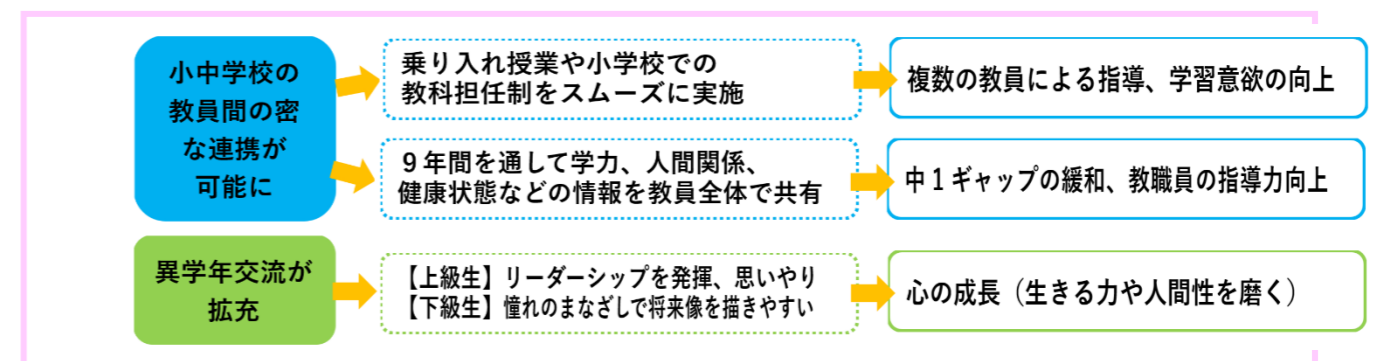 小中学校の
教員間の密
な連携が
可能に
乗り入れ授業や小学校での
教科担任制をスムーズに実施
複数の教員による指導、学習意欲の向上
９年間を通して学力、人間関係、
健康状態などの情報を教員全体で共有
中１ギャップの緩和、教職員の指導力向上
異学年交流が
拡充
【上級生】リーダーシップを発揮、思いやり
【下級生】憧れのまなざしで将来像を描きやすい
心の成長（生きる力や人間性を磨く）